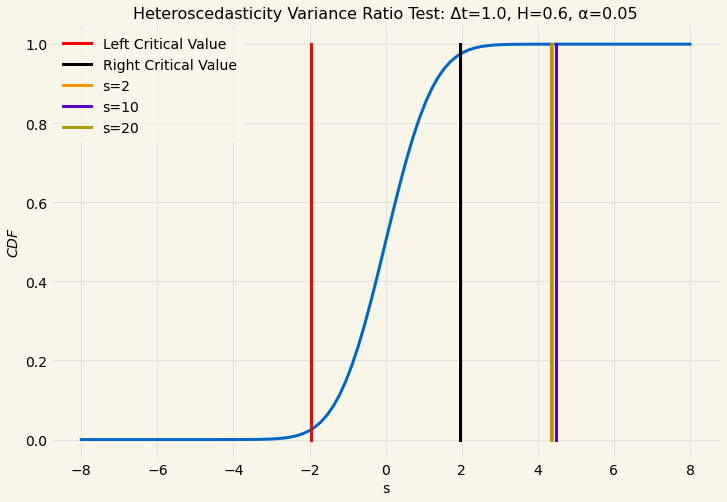 Heteroscedasticity Variance Ratio Test: Δt=1.0, H=0.6, α=0.05
Left Critical Value
Right Critical Value
s=2
s=10
s=20
CDF
1.0
0.8
0.6
0.4
0.2
0.0
−8
−6
−4
−2
0
2
4
6
8
s